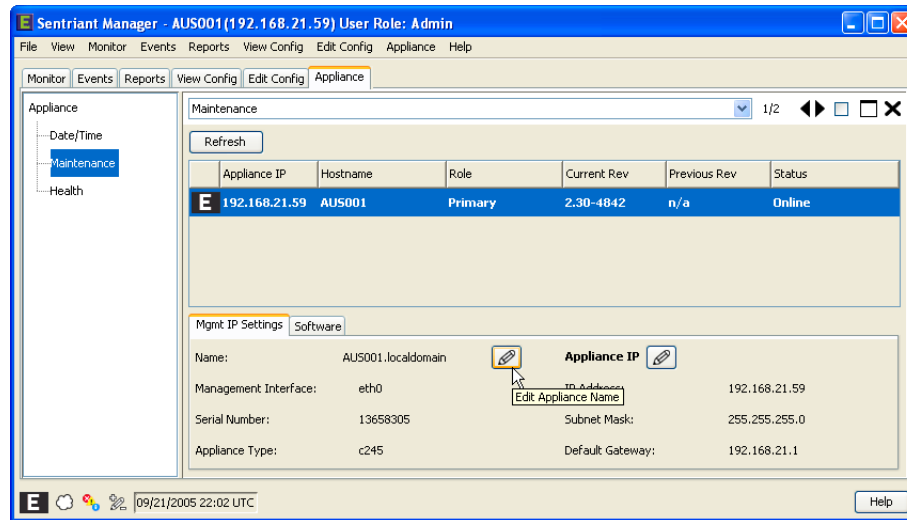 E Sentriant Manager - AUS001(192.168.21.59) User Role: Admin
File View Monitor Events Reports View Config Edit Config Appliance Help
Monitor Events Reports View Config Edit Config Appliance
Appliance
Date/Time
Maintenance
Health
Maintenance 1/2
Refresh
Appliance IP Hostname Role Current Rev Previous Rev Status
E 192.168.21.59 AUS001 Primary 2.30-4842 n/a Online
Mgmt IP Settings Software
Name: AUS001.localdomain Appliance IP
Edit Appliance Name
Management Interface: eth0 IP Address: 192.168.21.59
Serial Number: 13658305 Subnet Mask: 255.255.255.0
Appliance Type: c245 Default Gateway: 192.168.21.1
E 09/21/2005 22:02 UTC Help